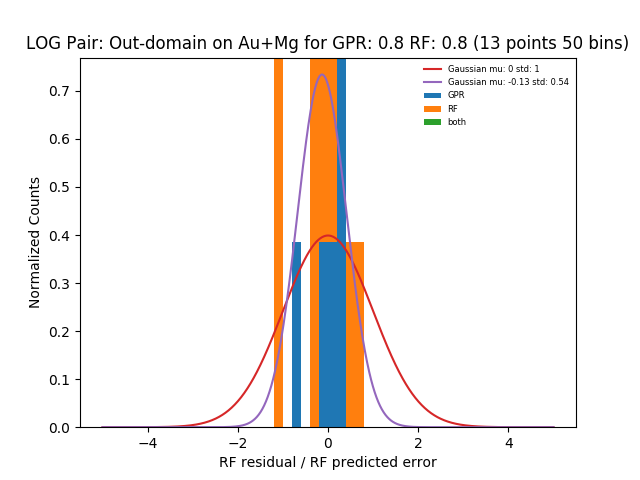 LOG Pair: Out-domain on Au+Mg for GPR: 0.8 RF: 0.8 (13 points 50 bins)
Gaussian mu: 0 std: 1
Gaussian mu: -0.13 std: 0.54
GPR
RF
both
Normalized Counts
0.7
0.6
0.5
0.4
0.3
0.2
0.1
0.0
−4 −2 0 2 4
RF residual / RF predicted error